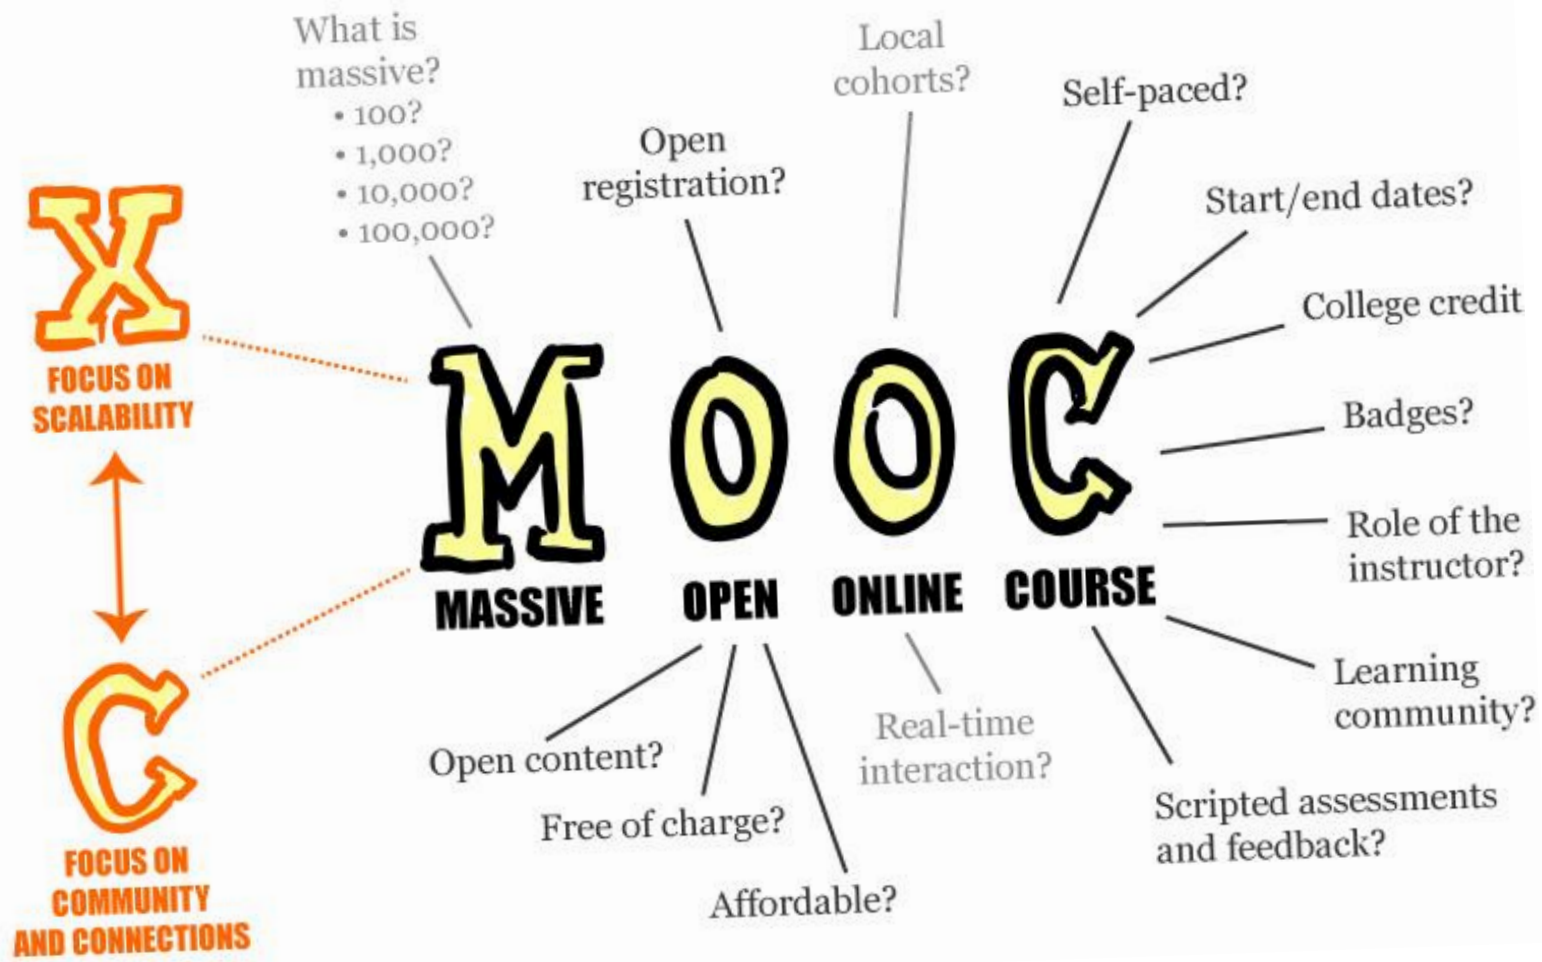 What is
massive?
• 100?
• 1,000?
• 10,000?
• 100,000?
Open
registration?
Local
cohorts?
Self-paced?
Start/end dates?
College credit
Badges?
Role of the
instructor?
Learning
community?
Scripted assessments
and feedback?
X
FOCUS ON
SCALABILITY
C
FOCUS ON
COMMUNITY
AND CONNECTIONS
MOOC
MASSIVE OPEN ONLINE COURSE
Open content?
Free of charge?
Affordable?
Real-time
interaction?